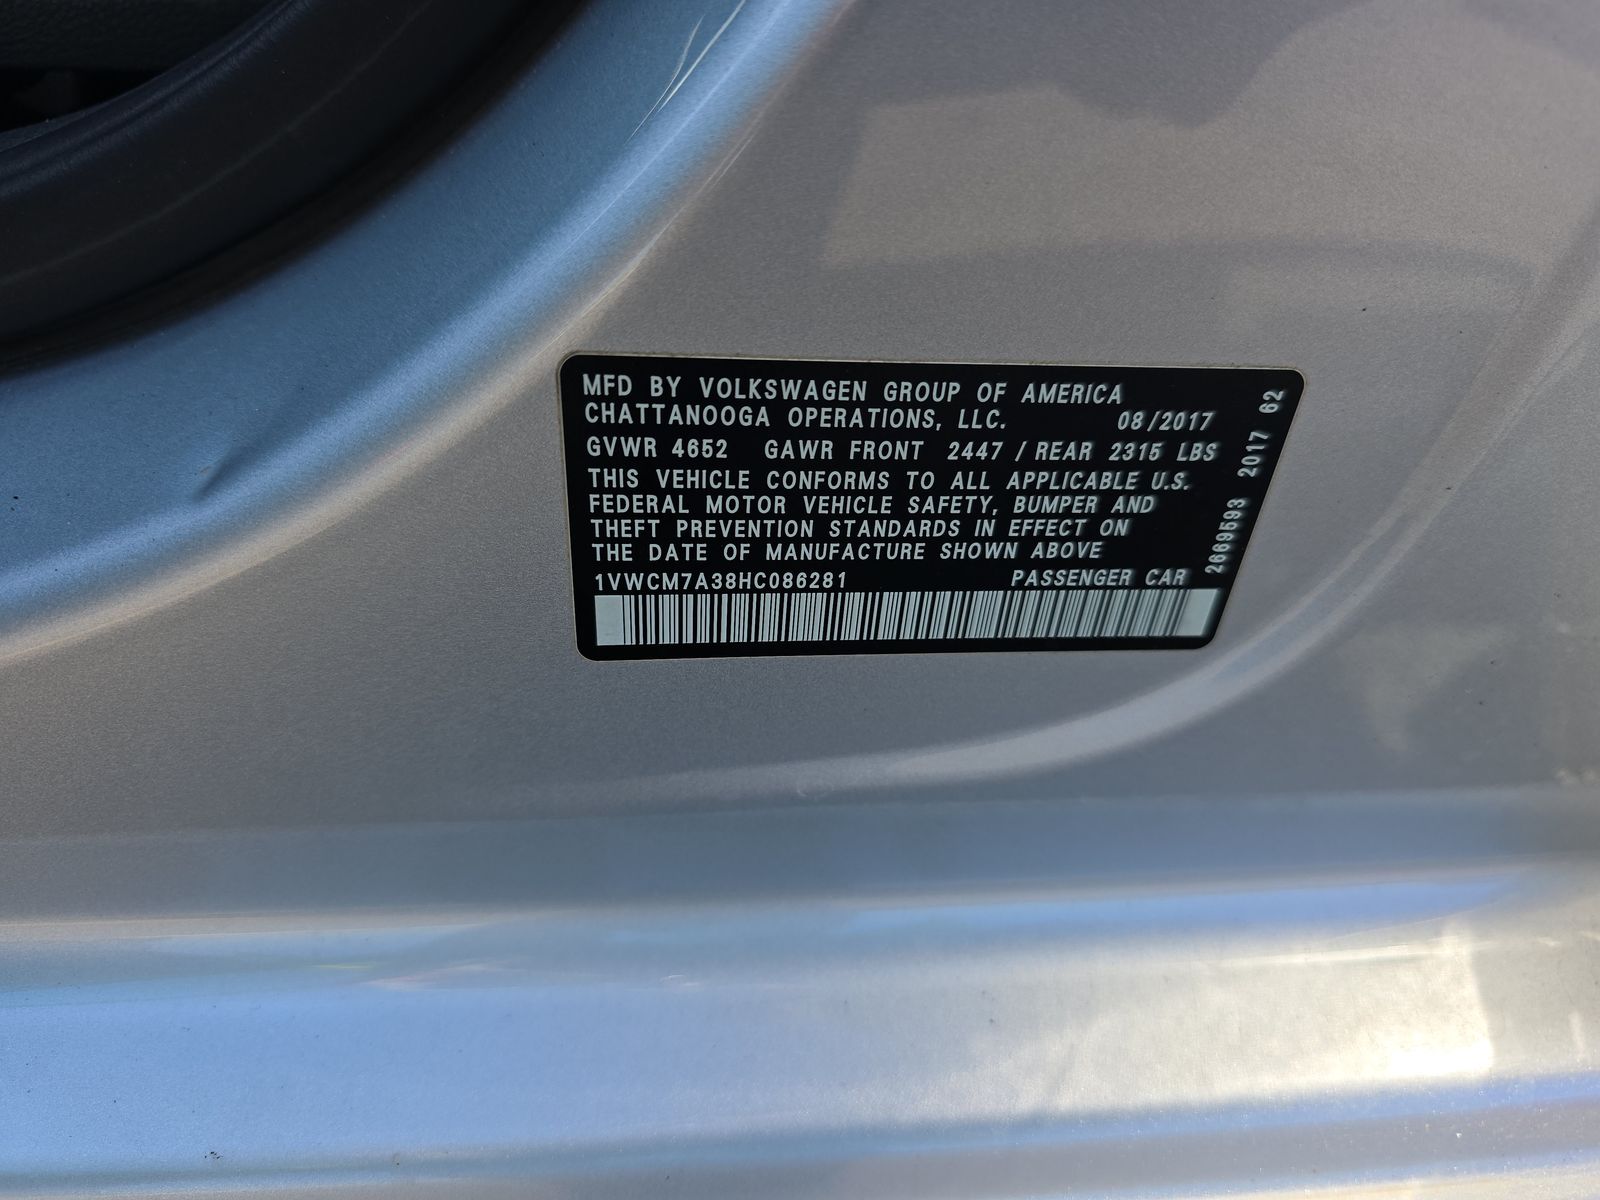 MFD BY VOLKSWAGEN GROUP OF AMERICA
CHATTANOOGA OPERATIONS, LLC. 08/2017
GVWR 4652 GAWR FRONT 2447 / REAR 2315 LBS
THIS VEHICLE CONFORMS TO ALL APPLICABLE U.S.
FEDERAL MOTOR VEHICLE SAFETY, BUMPER AND
THEFT PREVENTION STANDARDS IN EFFECT ON
THE DATE OF MANUFACTURE SHOWN ABOVE
1VWCM7A38HC086281 PASSENGER CAR
2669593 2017 62